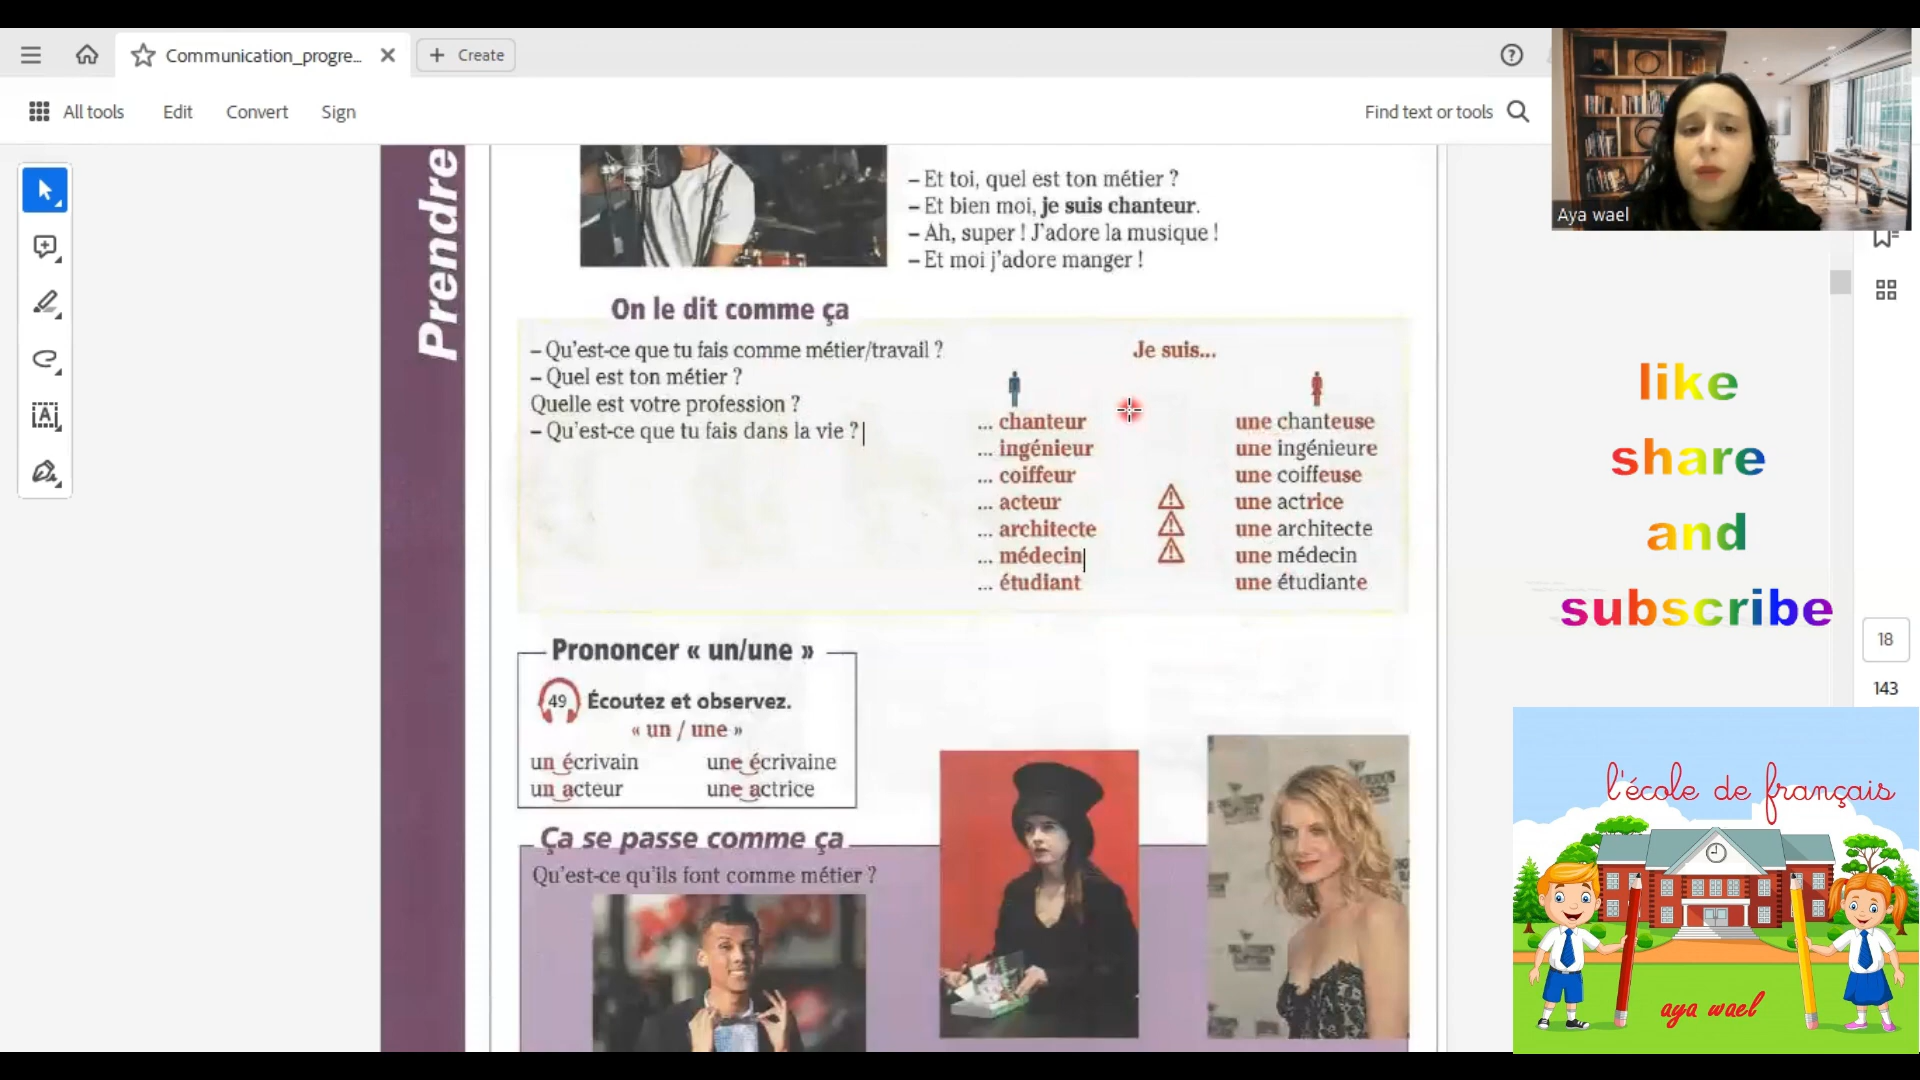 Communication_progre...
Create
All tools
Edit
Convert
Sign
Find text or tools
Aya wael
Prendre
– Et toi, quel est ton métier ?
– Et bien moi, je suis chanteur.
– Ah, super ! J'adore la musique !
– Et moi j'adore manger !
On le dit comme ça
– Qu'est-ce que tu fais comme métier/travail ?
– Quel est ton métier ?
Quelle est votre profession ?
– Qu'est-ce que tu fais dans la vie ?
Je suis...
... chanteur
une chanteuse
... ingénieur
une ingénieure
... coiffeur
une coiffeuse
... acteur
une actrice
... architecte
une architecte
... médecin
une médecin
... étudiant
une étudiante
Prononcer « un/une »
49 Écoutez et observez.
« un / une »
un écrivain
une écrivaine
un acteur
une actrice
Ça se passe comme ça
Qu'est-ce qu'ils font comme métier ?
like
share
and
subscribe
18
143
l'école de français
aya wael